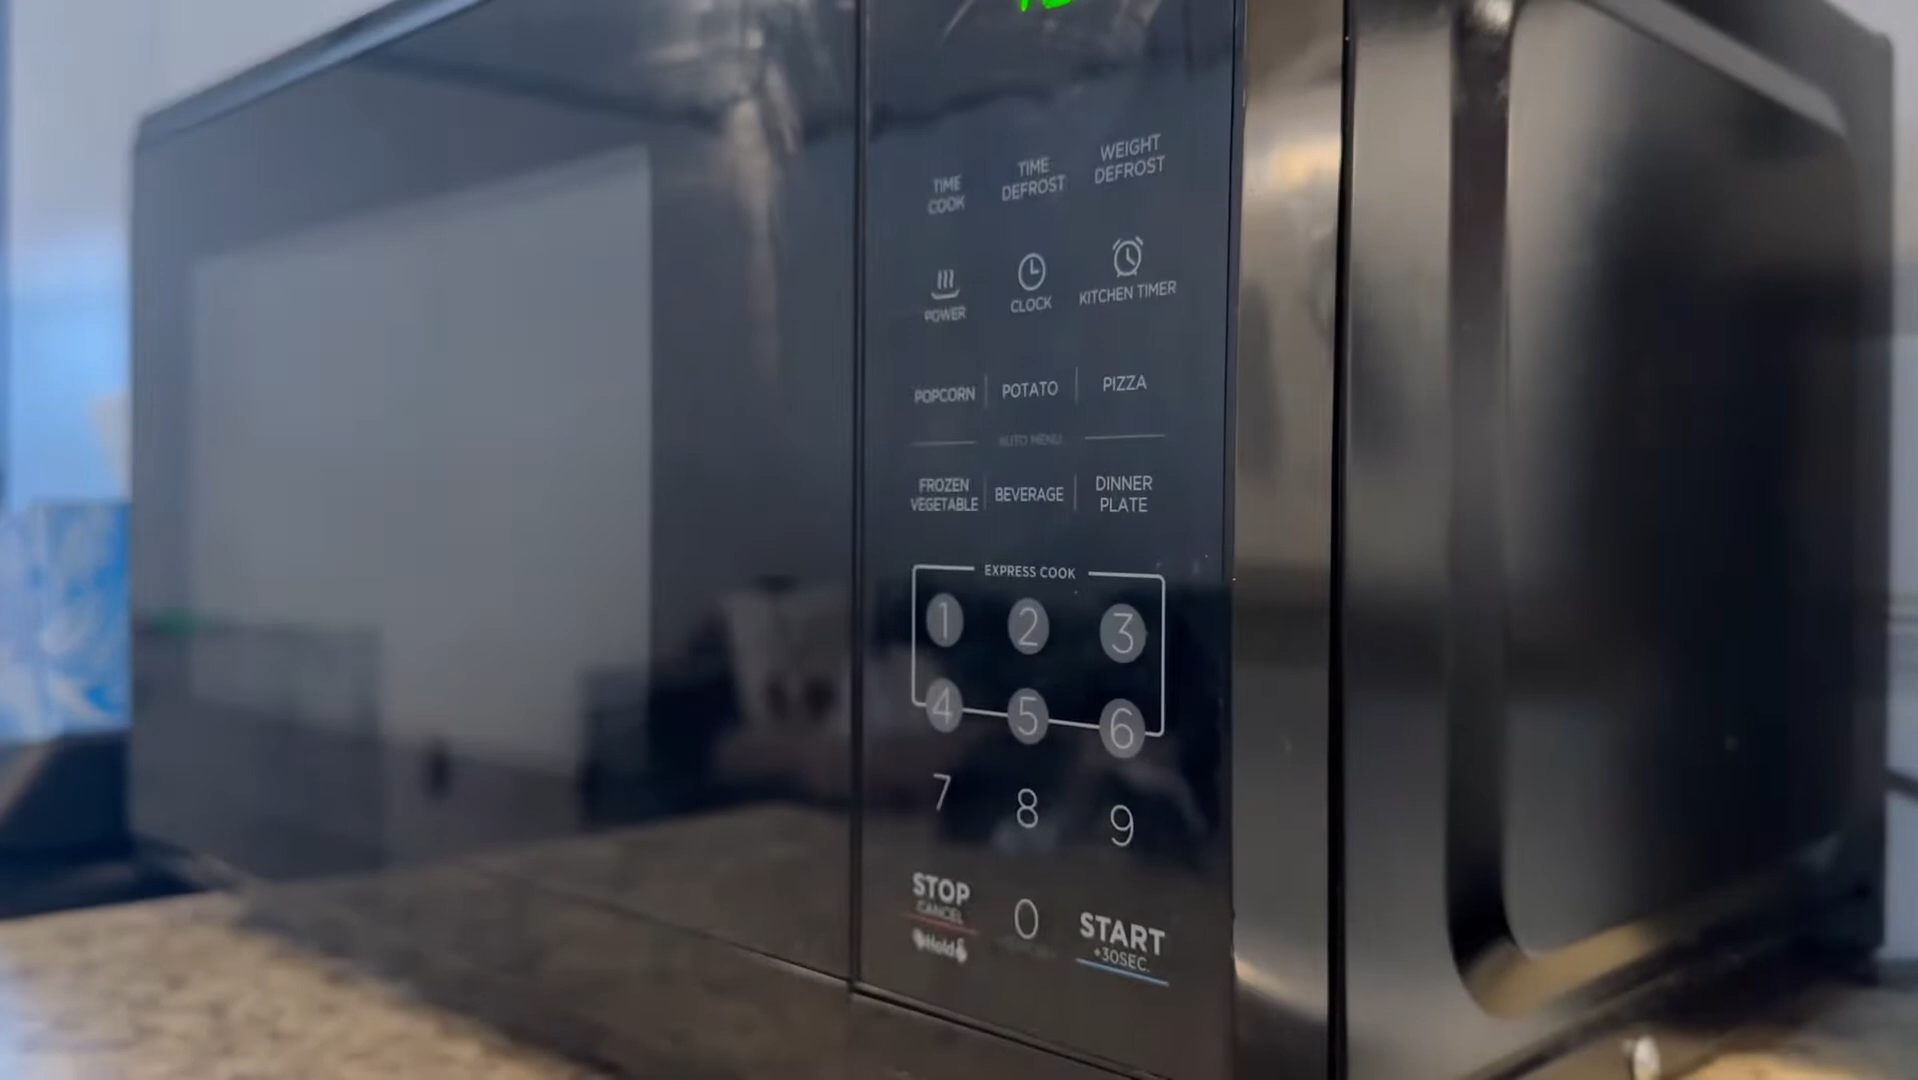 TIME
COOK
TIME
DEFROST
WEIGHT
DEFROST
POWER
CLOCK
KITCHEN TIMER
POPCORN
POTATO
PIZZA
AUTO MENU
FROZEN
VEGETABLE
BEVERAGE
DINNER
PLATE
EXPRESS COOK
1 2 3
4 5 6
7 8 9
STOP
CANCEL
Hold
0
START
+30SEC.